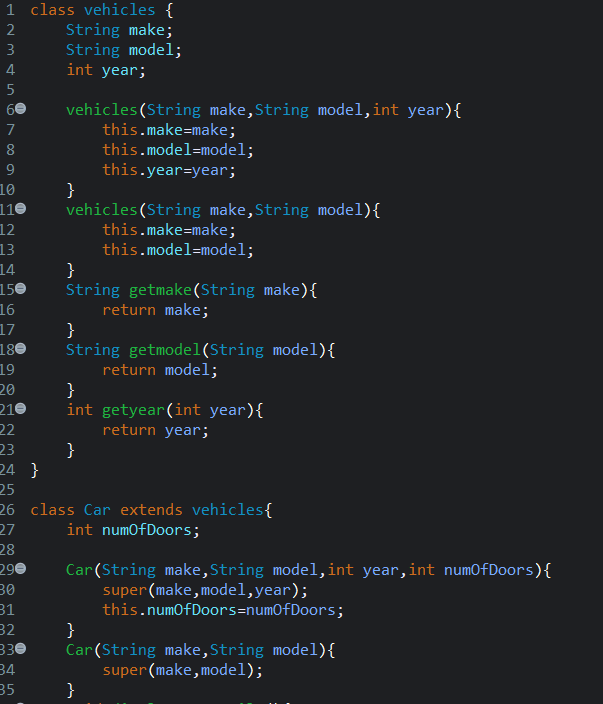 1 class vehicles {
2     String make;
3     String model;
4     int year;
5
6     vehicles(String make,String model,int year){
7         this.make=make;
8         this.model=model;
9         this.year=year;
10     }
11     vehicles(String make,String model){
12         this.make=make;
13         this.model=model;
14     }
15     String getmake(String make){
16         return make;
17     }
18     String getmodel(String model){
19         return model;
20     }
21     int getyear(int year){
22         return year;
23     }
24 }
25
26 class Car extends vehicles{
27     int numOfDoors;
28
29     Car(String make,String model,int year,int numOfDoors){
30         super(make,model,year);
31         this.numOfDoors=numOfDoors;
32     }
33     Car(String make,String model){
34         super(make,model);
35     }